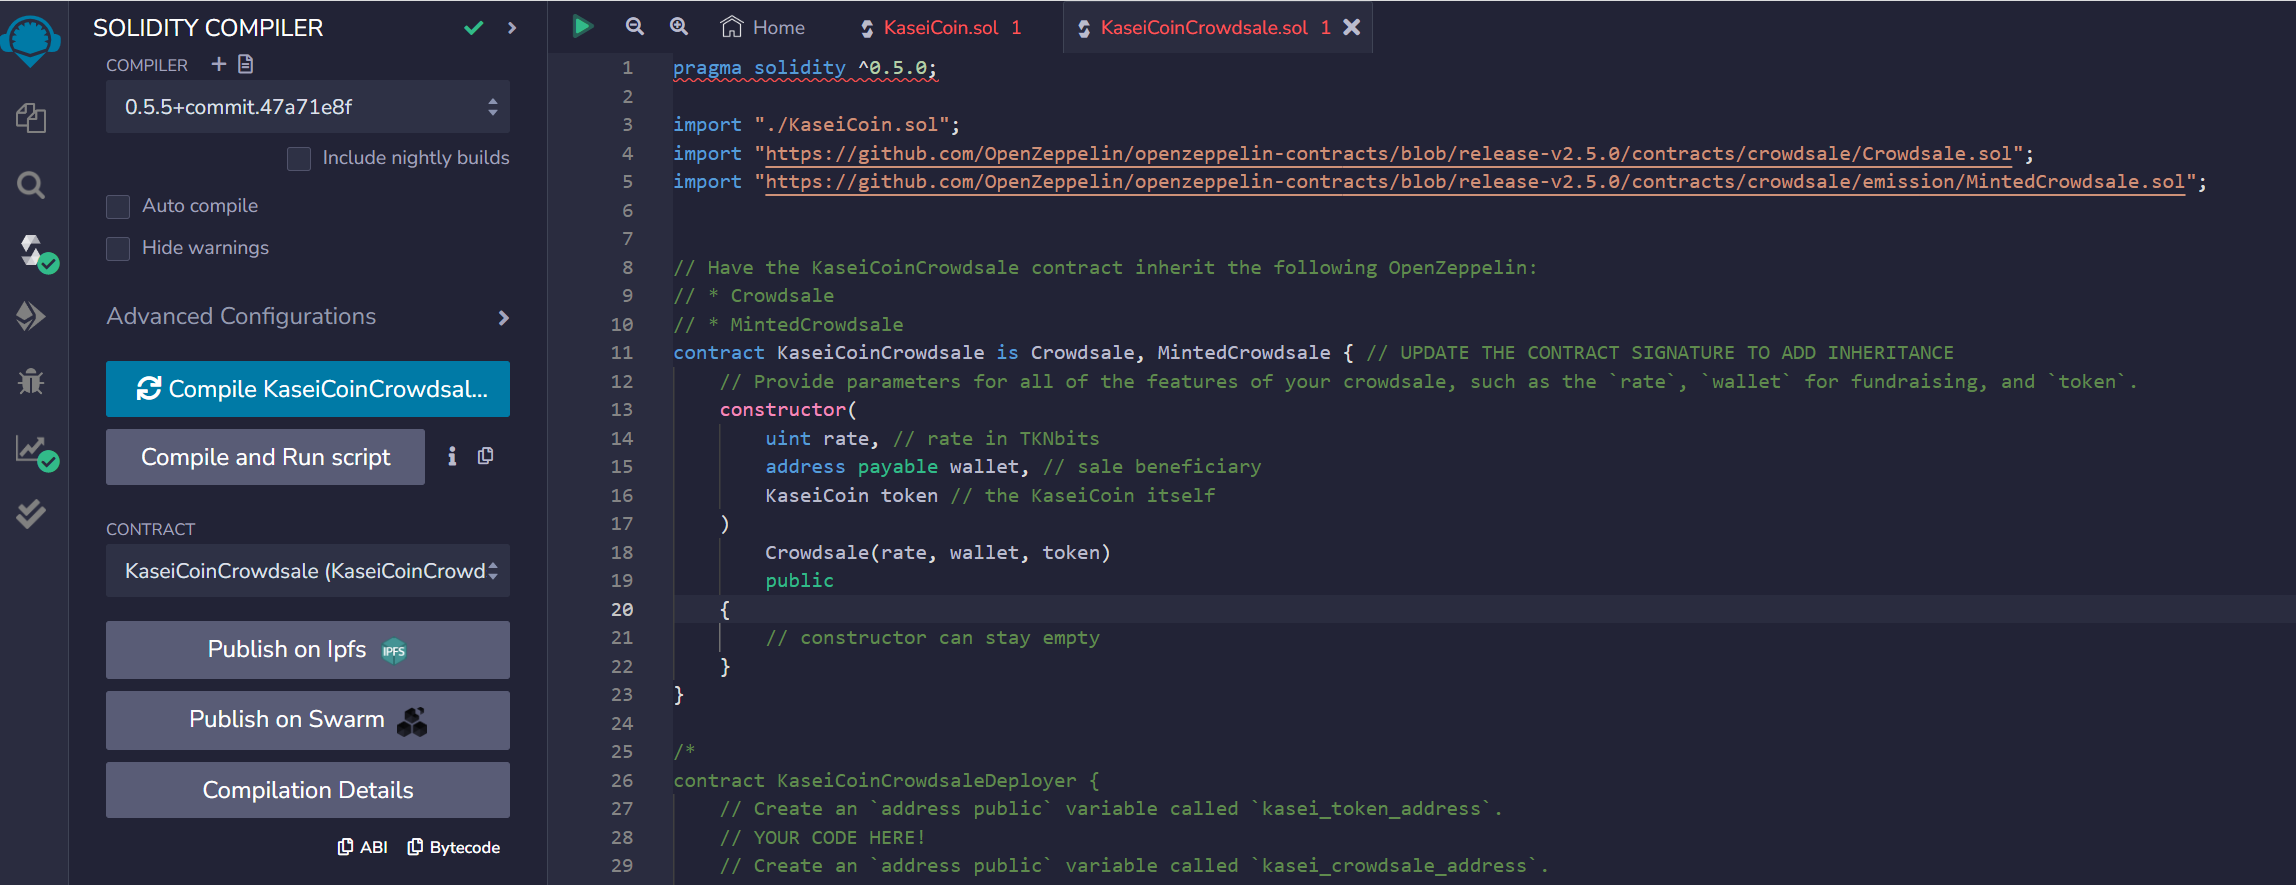 SOLIDITY COMPILER
COMPILER
0.5.5+commit.47a71e8f
Include nightly builds
Auto compile
Hide warnings
Advanced Configurations
Compile KaseiCoinCrowdsal...
Compile and Run script
CONTRACT
KaseiCoinCrowdsale (KaseiCoinCrowd
Publish on Ipfs IPFS
Publish on Swarm
Compilation Details
ABI Bytecode
Home KaseiCoin.sol 1 KaseiCoinCrowdsale.sol 1
1 pragma solidity ^0.5.0;
2
3 import "./KaseiCoin.sol";
4 import "https://github.com/OpenZeppelin/openzeppelin-contracts/blob/release-v2.5.0/contracts/crowdsale/Crowdsale.sol";
5 import "https://github.com/OpenZeppelin/openzeppelin-contracts/blob/release-v2.5.0/contracts/crowdsale/emission/MintedCrowdsale.sol";
6
7
8 // Have the KaseiCoinCrowdsale contract inherit the following OpenZeppelin:
9 // * Crowdsale
10 // * MintedCrowdsale
11 contract KaseiCoinCrowdsale is Crowdsale, MintedCrowdsale { // UPDATE THE CONTRACT SIGNATURE TO ADD INHERITANCE
12 // Provide parameters for all of the features of your crowdsale, such as the `rate`, `wallet` for fundraising, and `token`.
13 constructor(
14 uint rate, // rate in TKNbits
15 address payable wallet, // sale beneficiary
16 KaseiCoin token // the KaseiCoin itself
17 )
18 Crowdsale(rate, wallet, token)
19 public
20 {
21 // constructor can stay empty
22 }
23 }
24
25 /*
26 contract KaseiCoinCrowdsaleDeployer {
27 // Create an `address public` variable called `kasei_token_address`.
28 // YOUR CODE HERE!
29 // Create an `address public` variable called `kasei_crowdsale_address`.